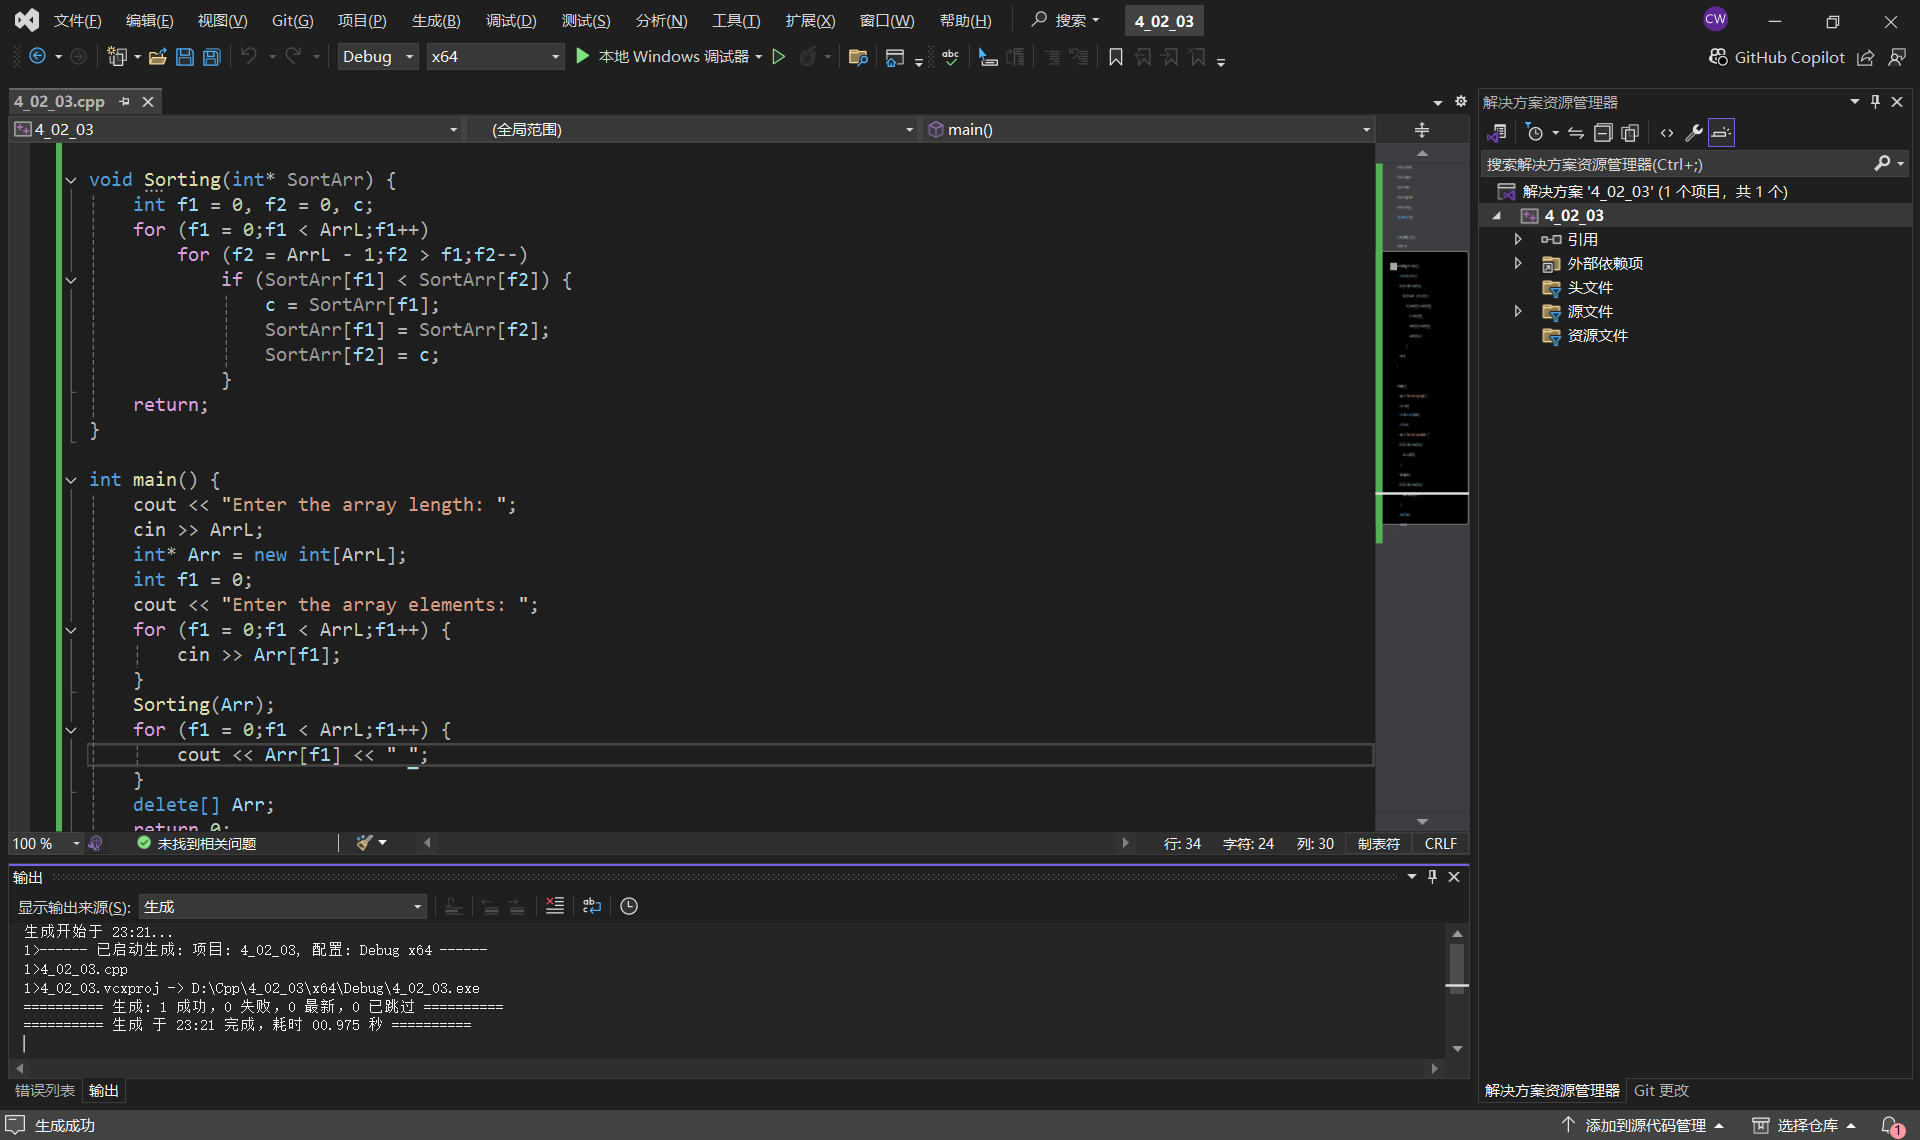 文件(F) 编辑(E) 视图(V) Git(G) 项目(P) 生成(B) 调试(D) 测试(S) 分析(N) 工具(T) 扩展(X) 窗口(W) 帮助(H) 搜索 4_02_03 CW
Debug x64 本地 Windows 调试器 GitHub Copilot
4_02_03.cpp
4_02_03 (全局范围) main()
void Sorting(int* SortArr) {
int f1 = 0, f2 = 0, c;
for (f1 = 0;f1 < ArrL;f1++)
for (f2 = ArrL - 1;f2 > f1;f2--)
if (SortArr[f1] < SortArr[f2]) {
c = SortArr[f1];
SortArr[f1] = SortArr[f2];
SortArr[f2] = c;
}
return;
}
int main() {
cout << "Enter the array length: ";
cin >> ArrL;
int* Arr = new int[ArrL];
int f1 = 0;
cout << "Enter the array elements: ";
for (f1 = 0;f1 < ArrL;f1++) {
cin >> Arr[f1];
}
Sorting(Arr);
for (f1 = 0;f1 < ArrL;f1++) {
cout << Arr[f1] << " ";
}
delete[] Arr;
return 0;
100 % 未找到相关问题 行: 34 字符: 24 列: 30 制表符 CRLF
输出
显示输出来源(S): 生成
生成开始于 23:21...
1>------ 已启动生成: 项目: 4_02_03, 配置: Debug x64 ------
1>4_02_03.cpp
1>4_02_03.vcxproj -> D:\Cpp\4_02_03\x64\Debug\4_02_03.exe
========== 生成: 1 成功，0 失败，0 最新，0 已跳过 ==========
========== 生成 于 23:21 完成，耗时 00.975 秒 ==========
错误列表 输出
解决方案资源管理器
搜索解决方案资源管理器(Ctrl+;)
解决方案 '4_02_03' (1 个项目，共 1 个)
4_02_03
引用
外部依赖项
头文件
源文件
资源文件
解决方案资源管理器 Git 更改
生成成功 添加到源代码管理 选择仓库 1